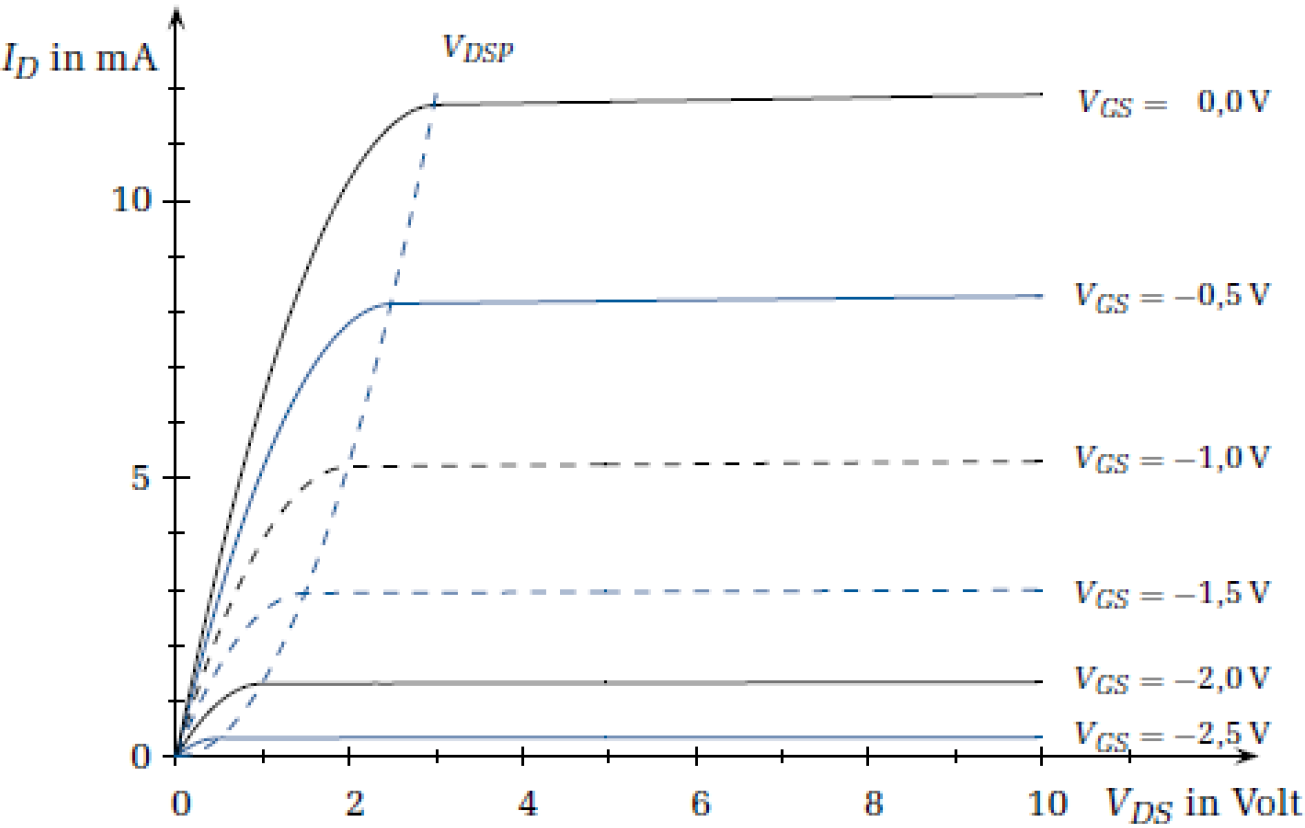 I_D in mA
V_DSP
V_GS = 0,0 V
10
V_GS = −0,5 V
5
V_GS = −1,0 V
V_GS = −1,5 V
V_GS = −2,0 V
V_GS = −2,5 V
0
0 2 4 6 8 10 V_DS in Volt